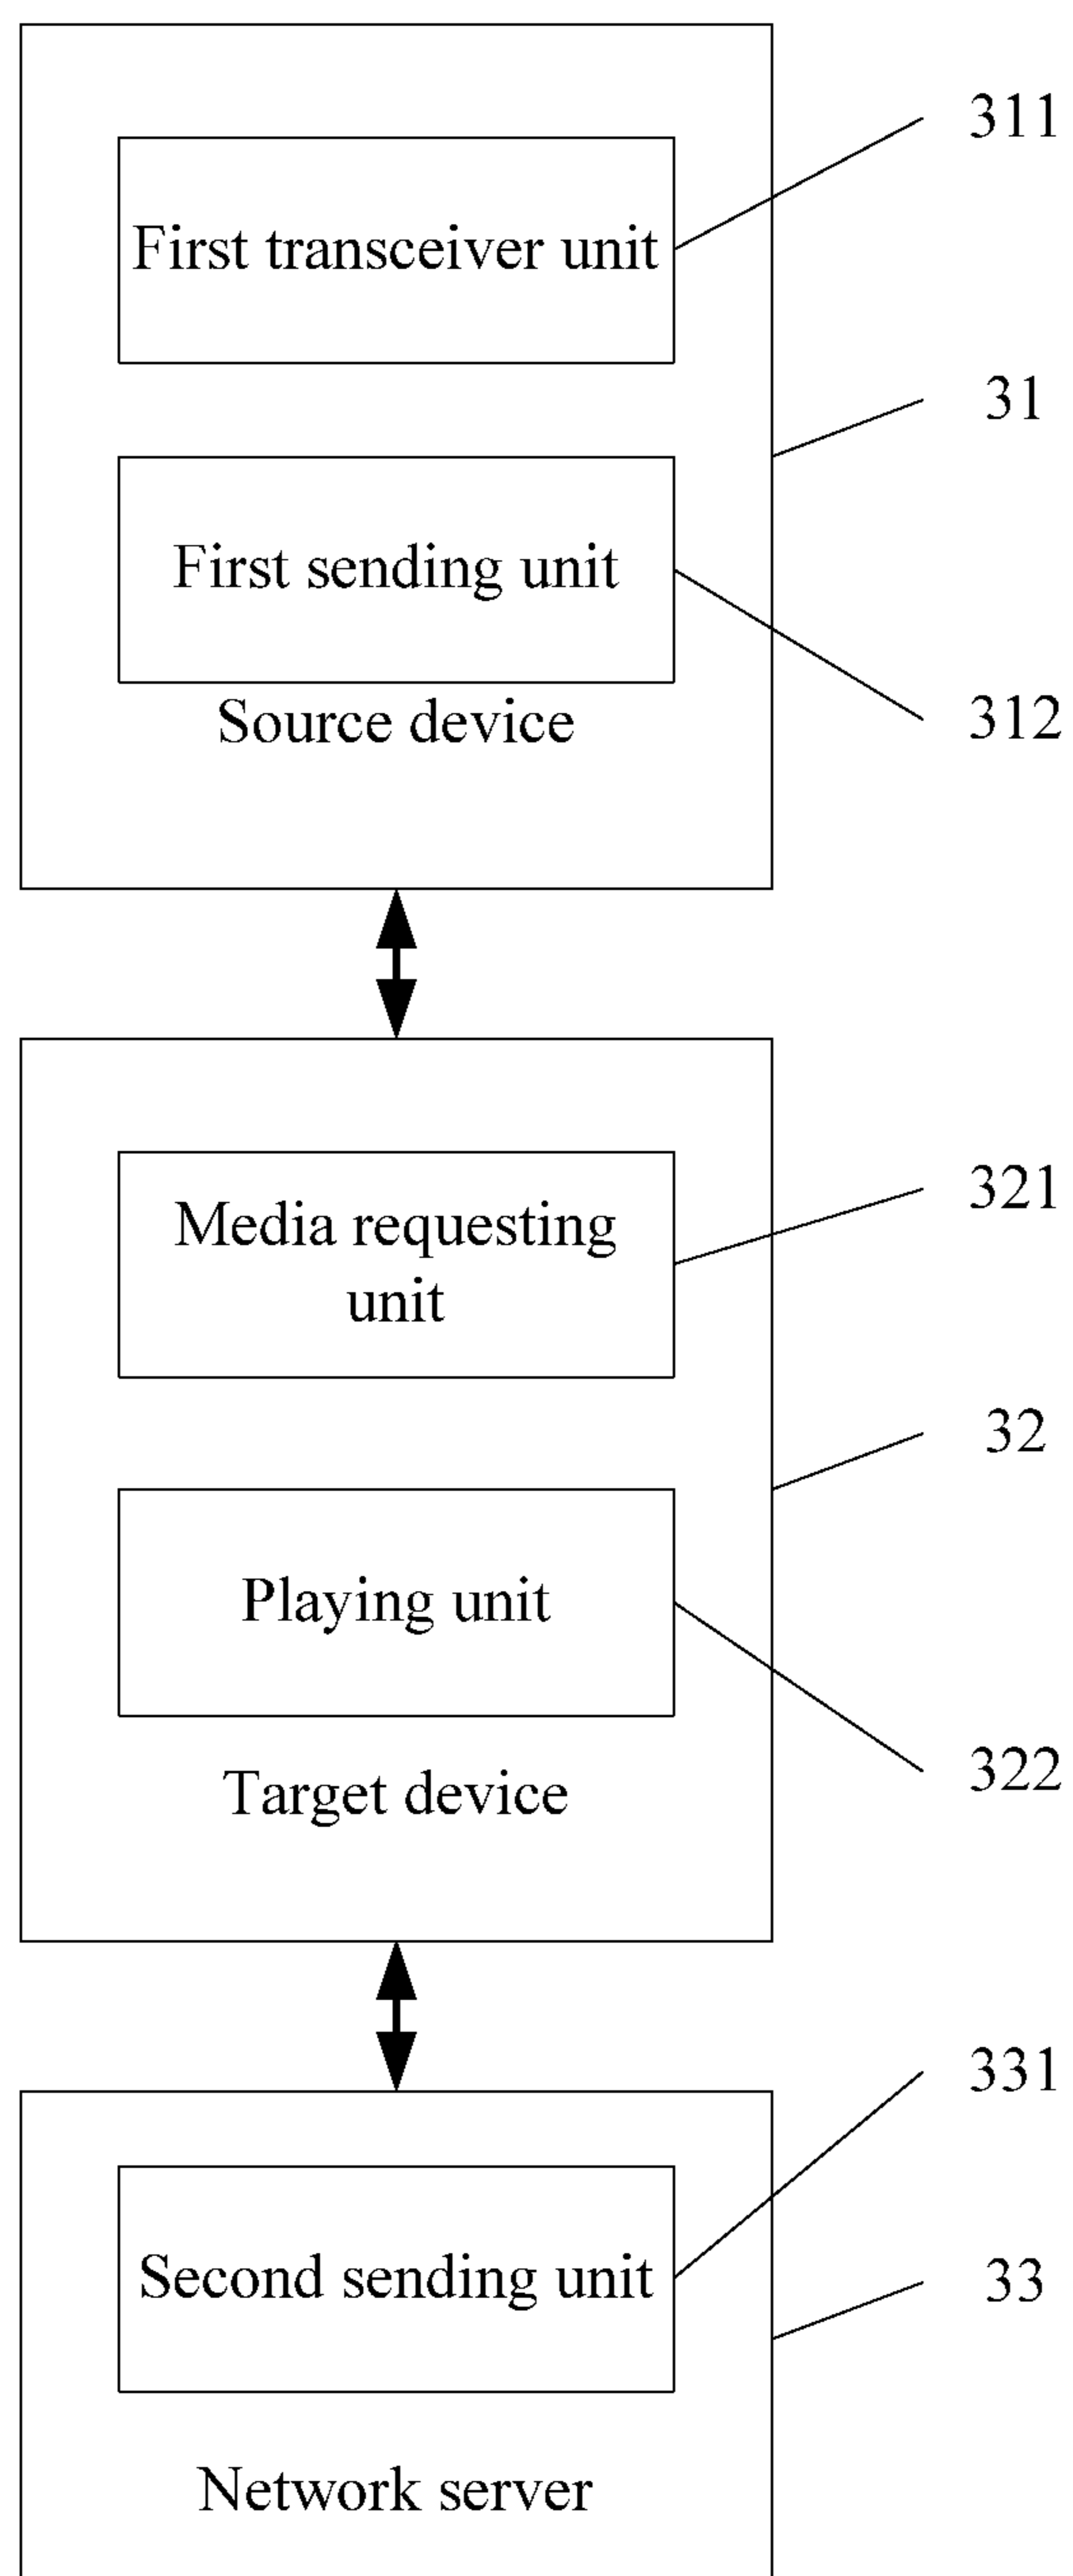 311
First transceiver unit
31
First sending unit
312
Source device
321
Media requesting
unit
32
Playing unit
322
Target device
331
Second sending unit
33
Network server